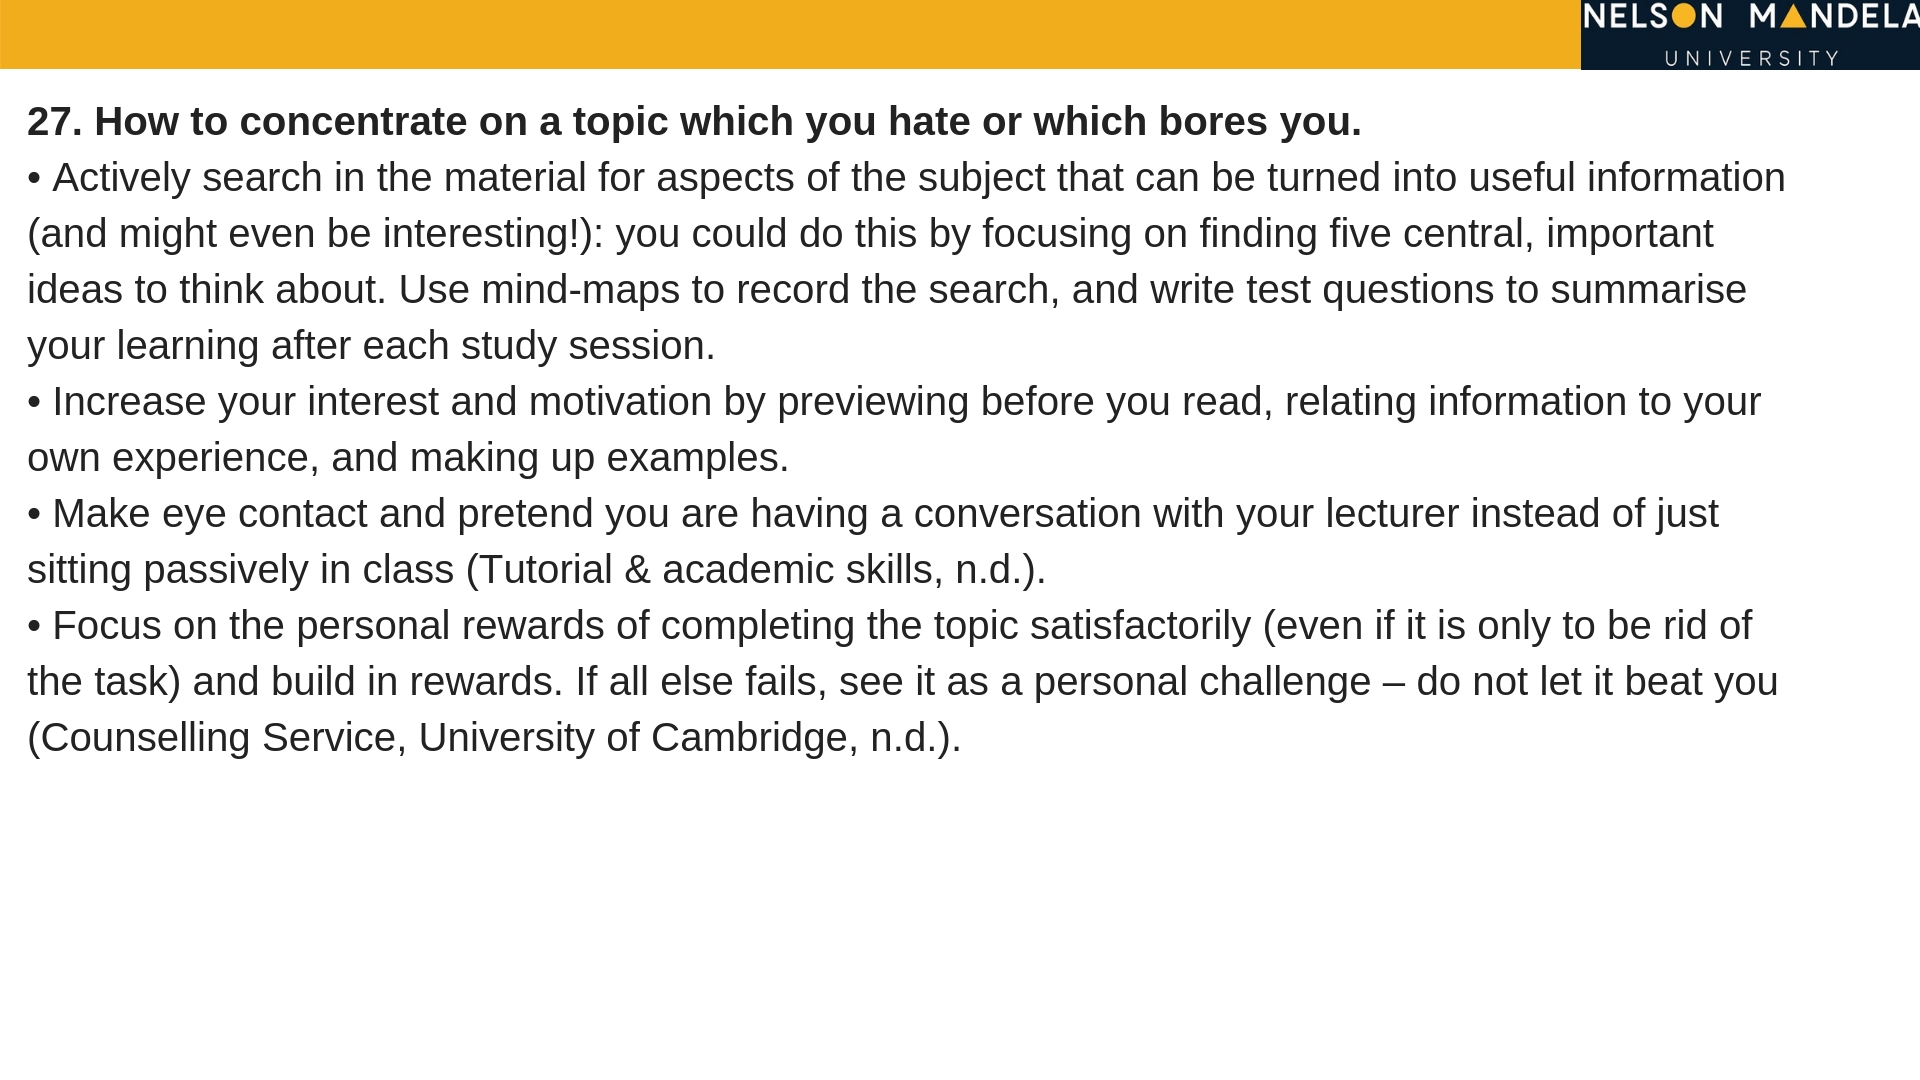 NELSON MANDELA
UNIVERSITY
27. How to concentrate on a topic which you hate or which bores you.
• Actively search in the material for aspects of the subject that can be turned into useful information
(and might even be interesting!): you could do this by focusing on finding five central, important
ideas to think about. Use mind-maps to record the search, and write test questions to summarise
your learning after each study session.
• Increase your interest and motivation by previewing before you read, relating information to your
own experience, and making up examples.
• Make eye contact and pretend you are having a conversation with your lecturer instead of just
sitting passively in class (Tutorial & academic skills, n.d.).
• Focus on the personal rewards of completing the topic satisfactorily (even if it is only to be rid of
the task) and build in rewards. If all else fails, see it as a personal challenge – do not let it beat you
(Counselling Service, University of Cambridge, n.d.).